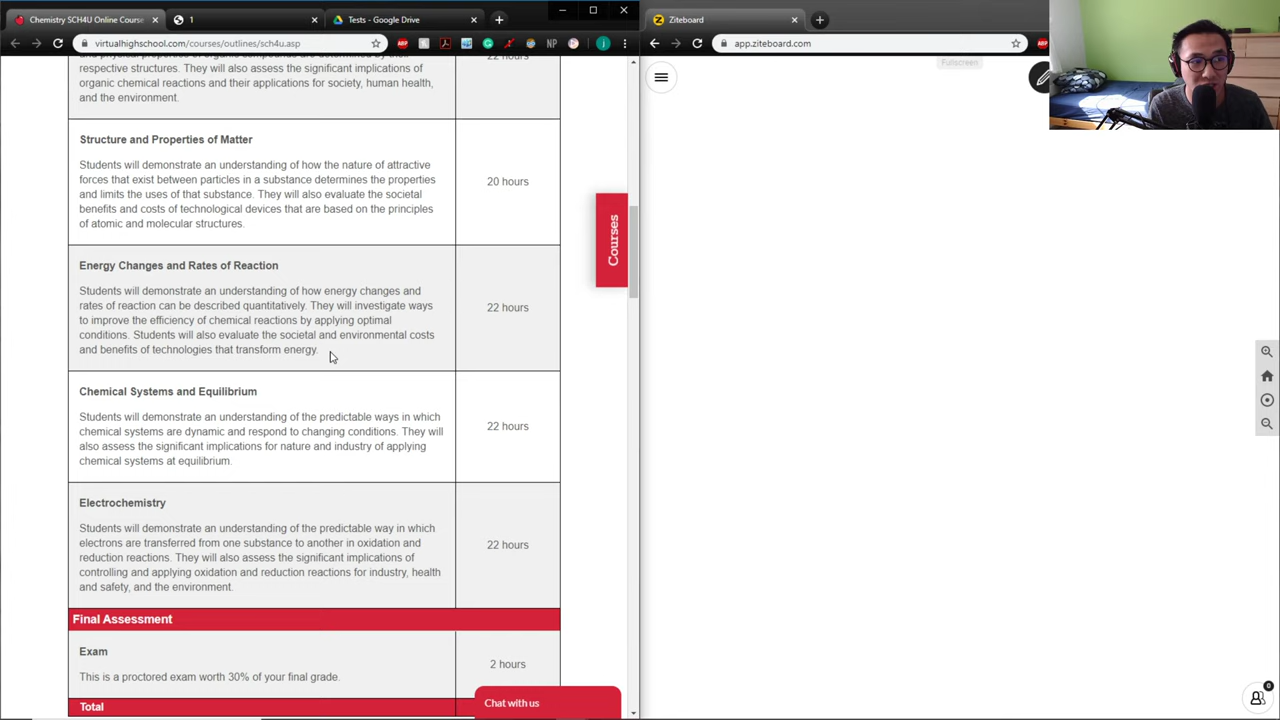 Chemistry SCH4U Online Course
1
Tests - Google Drive
Ziteboard
virtualhighschool.com/courses/outlines/sch4u.asp
ABP
NP
j
app.ziteboard.com
ABP
Fullscreen
respective structures. They will also assess the significant implications of
organic chemical reactions and their applications for society, human health,
and the environment.
22 hours
Structure and Properties of Matter
Students will demonstrate an understanding of how the nature of attractive
forces that exist between particles in a substance determines the properties
and limits the uses of that substance. They will also evaluate the societal
benefits and costs of technological devices that are based on the principles
of atomic and molecular structures.
20 hours
Energy Changes and Rates of Reaction
Students will demonstrate an understanding of how energy changes and
rates of reaction can be described quantitatively. They will investigate ways
to improve the efficiency of chemical reactions by applying optimal
conditions. Students will also evaluate the societal and environmental costs
and benefits of technologies that transform energy.
22 hours
Chemical Systems and Equilibrium
Students will demonstrate an understanding of the predictable ways in which
chemical systems are dynamic and respond to changing conditions. They will
also assess the significant implications for nature and industry of applying
chemical systems at equilibrium.
22 hours
Electrochemistry
Students will demonstrate an understanding of the predictable way in which
electrons are transferred from one substance to another in oxidation and
reduction reactions. They will also assess the significant implications of
controlling and applying oxidation and reduction reactions for industry, health
and safety, and the environment.
22 hours
Final Assessment
Exam
This is a proctored exam worth 30% of your final grade.
2 hours
Total
Courses
Chat with us
0